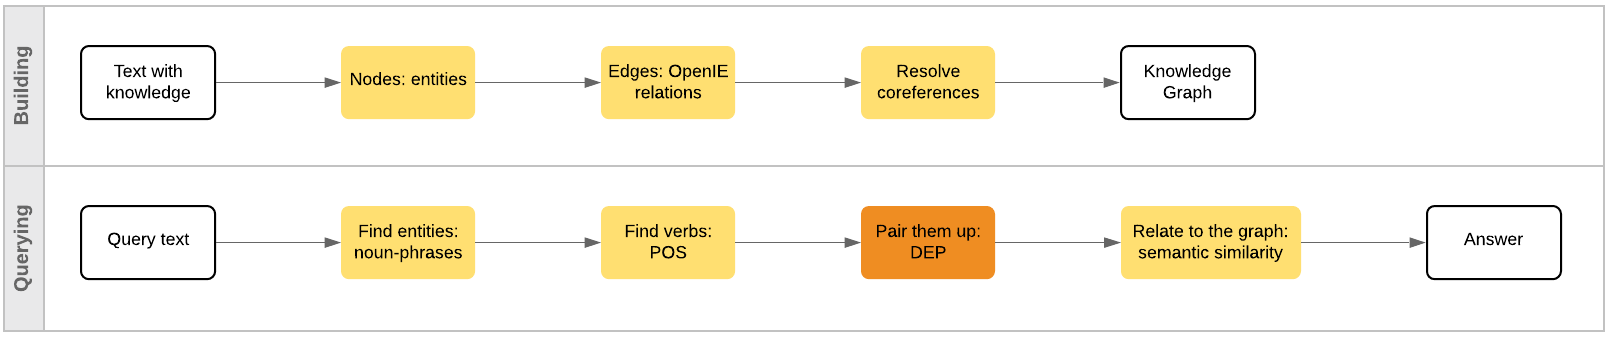 Building
Text with
knowledge
Nodes: entities
Edges: OpenIE
relations
Resolve
coreferences
Knowledge
Graph
Querying
Query text
Find entities:
noun-phrases
Find verbs:
POS
Pair them up:
DEP
Relate to the graph:
semantic similarity
Answer